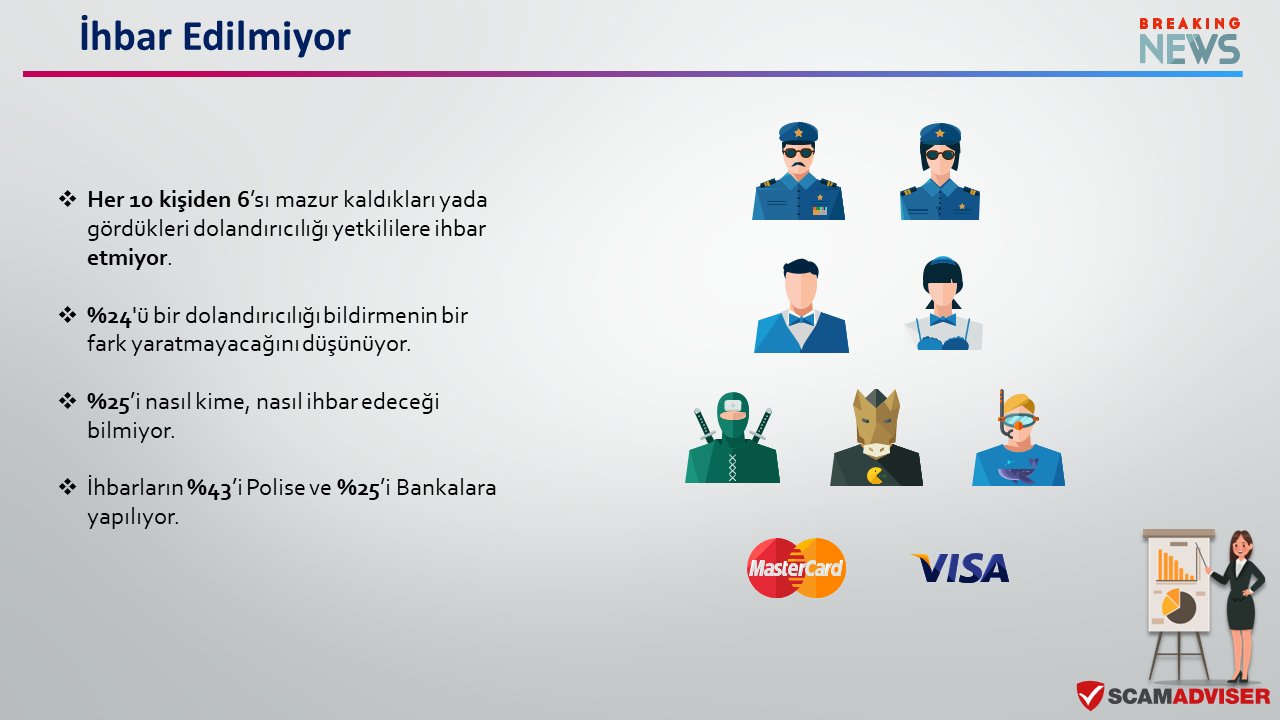 İhbar Edilmiyor
BREAKING
NEWS
❖ Her 10 kişiden 6’sı mazur kaldıkları yada
gördükleri dolandırıcılığı yetkililere ihbar
etmiyor.
❖ %24'ü bir dolandırıcılığı bildirmenin bir
fark yaratmayacağını düşünüyor.
❖ %25’i nasıl kime, nasıl ihbar edeceği
bilmiyor.
❖ İhbarların %43’i Polise ve %25’i Bankalara
yapılıyor.
MasterCard
VISA
SCAMADVISER